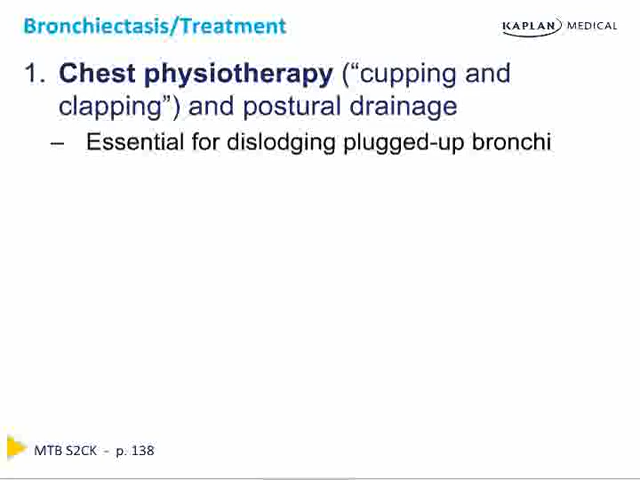 Bronchiectasis/Treatment
KAPLAN MEDICAL
1. Chest physiotherapy (“cupping and
clapping”) and postural drainage
– Essential for dislodging plugged-up bronchi
MTB S2CK - p. 138